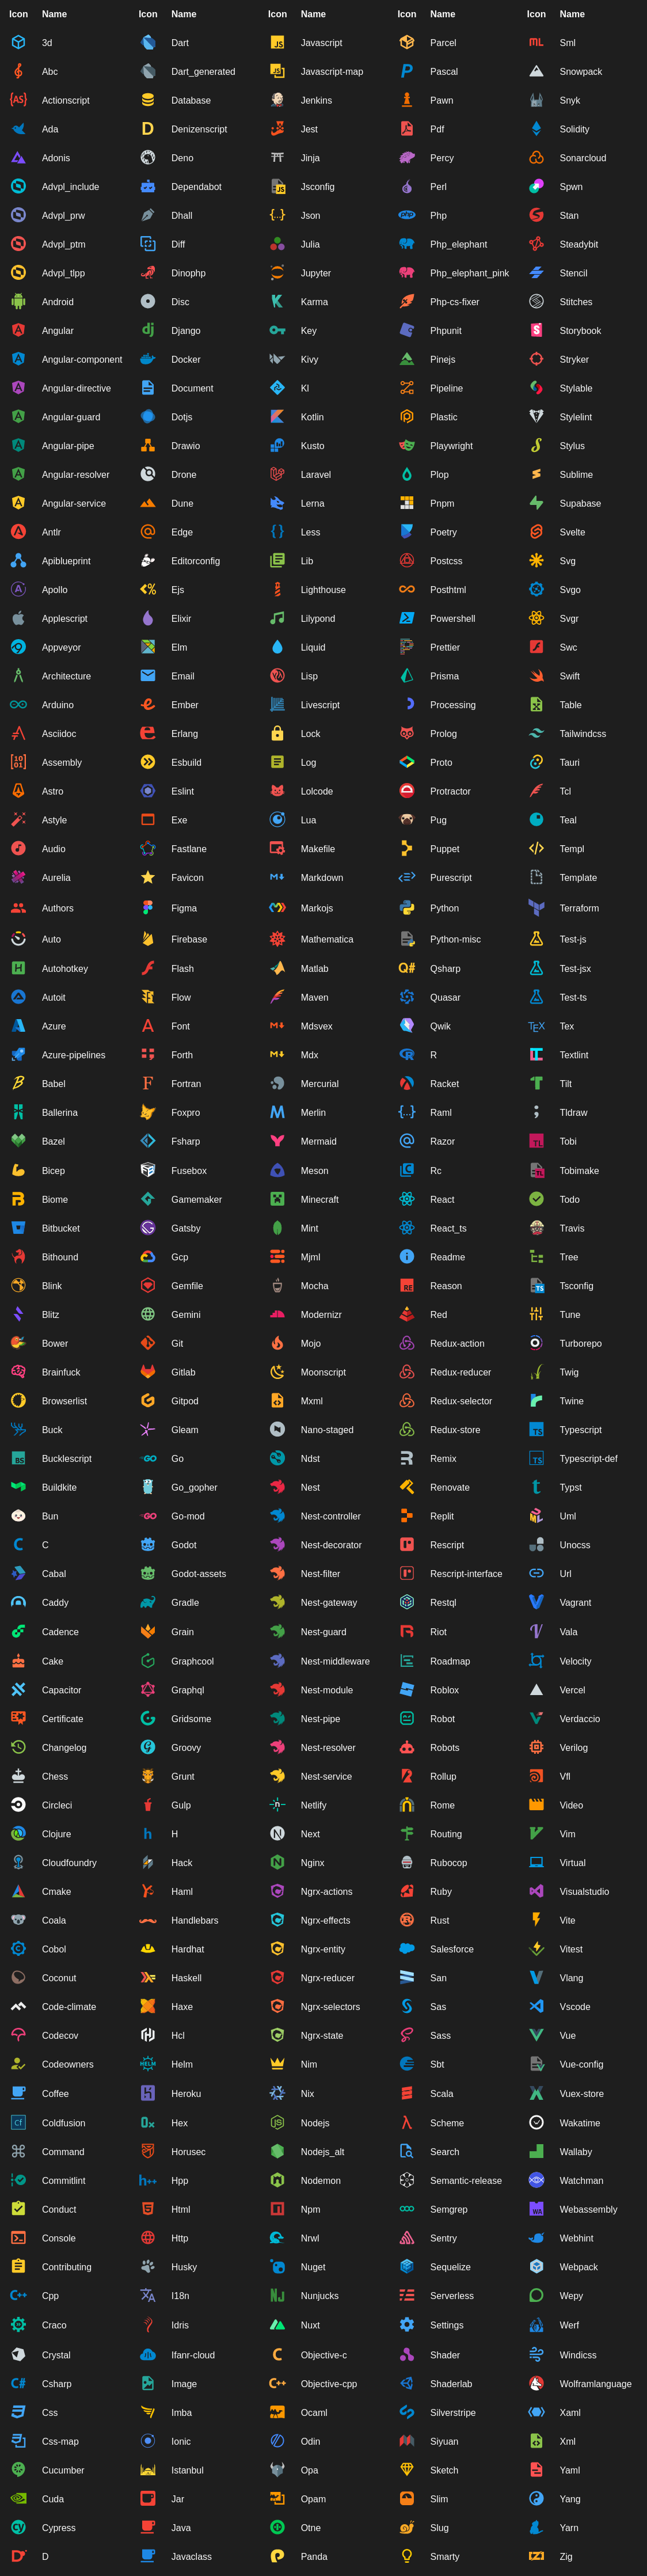 Icon Name Icon Name Icon Name Icon Name Icon Name
3d Dart Javascript Parcel Sml
Abc Dart_generated Javascript-map Pascal Snowpack
Actionscript Database Jenkins Pawn Snyk
Ada Denizenscript Jest Pdf Solidity
Adonis Deno Jinja Percy Sonarcloud
Advpl_include Dependabot Jsconfig Perl Spwn
Advpl_prw Dhall Json Php Stan
Advpl_ptm Diff Julia Php_elephant Steadybit
Advpl_tlpp Dinophp Jupyter Php_elephant_pink Stencil
Android Disc Karma Php-cs-fixer Stitches
Angular Django Key Phpunit Storybook
Angular-component Docker Kivy Pinejs Stryker
Angular-directive Document Kl Pipeline Stylable
Angular-guard Dotjs Kotlin Plastic Stylelint
Angular-pipe Drawio Kusto Playwright Stylus
Angular-resolver Drone Laravel Plop Sublime
Angular-service Dune Lerna Pnpm Supabase
Antlr Edge Less Poetry Svelte
Apiblueprint Editorconfig Lib Postcss Svg
Apollo Ejs Lighthouse Posthtml Svgo
Applescript Elixir Lilypond Powershell Svgr
Appveyor Elm Liquid Prettier Swc
Architecture Email Lisp Prisma Swift
Arduino Ember Livescript Processing Table
Asciidoc Erlang Lock Prolog Tailwindcss
Assembly Esbuild Log Proto Tauri
Astro Eslint Lolcode Protractor Tcl
Astyle Exe Lua Pug Teal
Audio Fastlane Makefile Puppet Templ
Aurelia Favicon Markdown Purescript Template
Authors Figma Markojs Python Terraform
Auto Firebase Mathematica Python-misc Test-js
Autohotkey Flash Matlab Qsharp Test-jsx
Autoit Flow Maven Quasar Test-ts
Azure Font Mdsvex Qwik Tex
Azure-pipelines Forth Mdx R Textlint
Babel Fortran Mercurial Racket Tilt
Ballerina Foxpro Merlin Raml Tldraw
Bazel Fsharp Mermaid Razor Tobi
Bicep Fusebox Meson Rc Tobimake
Biome Gamemaker Minecraft React Todo
Bitbucket Gatsby Mint React_ts Travis
Bithound Gcp Mjml Readme Tree
Blink Gemfile Mocha Reason Tsconfig
Blitz Gemini Modernizr Red Tune
Bower Git Mojo Redux-action Turborepo
Brainfuck Gitlab Moonscript Redux-reducer Twig
Browserlist Gitpod Mxml Redux-selector Twine
Buck Gleam Nano-staged Redux-store Typescript
Bucklescript Go Ndst Remix Typescript-def
Buildkite Go_gopher Nest Renovate Typst
Bun Go-mod Nest-controller Replit Uml
C Godot Nest-decorator Rescript Unocss
Cabal Godot-assets Nest-filter Rescript-interface Url
Caddy Gradle Nest-gateway Restql Vagrant
Cadence Grain Nest-guard Riot Vala
Cake Graphcool Nest-middleware Roadmap Velocity
Capacitor Graphql Nest-module Roblox Vercel
Certificate Gridsome Nest-pipe Robot Verdaccio
Changelog Groovy Nest-resolver Robots Verilog
Chess Grunt Nest-service Rollup Vfl
Circleci Gulp Netlify Rome Video
Clojure H Next Routing Vim
Cloudfoundry Hack Nginx Rubocop Virtual
Cmake Haml Ngrx-actions Ruby Visualstudio
Coala Handlebars Ngrx-effects Rust Vite
Cobol Hardhat Ngrx-entity Salesforce Vitest
Coconut Haskell Ngrx-reducer San Vlang
Code-climate Haxe Ngrx-selectors Sas Vscode
Codecov Hcl Ngrx-state Sass Vue
Codeowners Helm Nim Sbt Vue-config
Coffee Heroku Nix Scala Vuex-store
Coldfusion Hex Nodejs Scheme Wakatime
Command Horusec Nodejs_alt Search Wallaby
Commitlint Hpp Nodemon Semantic-release Watchman
Conduct Html Npm Semgrep Webassembly
Console Http Nrwl Sentry Webhint
Contributing Husky Nuget Sequelize Webpack
Cpp I18n Nunjucks Serverless Wepy
Craco Idris Nuxt Settings Werf
Crystal Ifanr-cloud Objective-c Shader Windicss
Csharp Image Objective-cpp Shaderlab Wolframlanguage
Css Imba Ocaml Silverstripe Xaml
Css-map Ionic Odin Siyuan Xml
Cucumber Istanbul Opa Sketch Yaml
Cuda Jar Opam Slim Yang
Cypress Java Otne Slug Yarn
D Javaclass Panda Smarty Zig